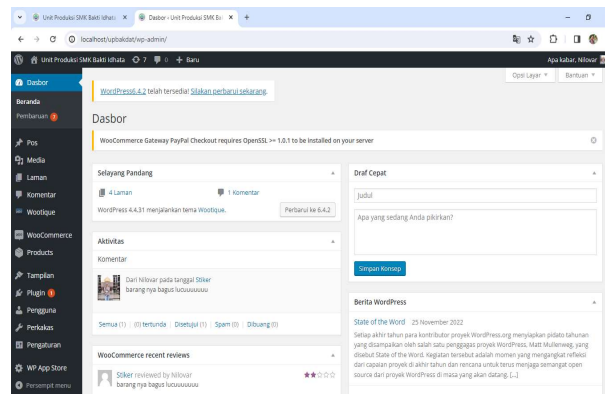 Unit Produksi SMK Bakti Idhata
Dasbor ‹ Unit Produksi SMK Ba
localhost/upbakdat/wp-admin/
Unit Produksi SMK Bakti Idhata 7 0 + Baru
Apa kabar, Nilovar
Opsi Layar Bantuan
Dasbor
Beranda
Pembaruan 7
Pos
Media
Laman
Komentar
Wootique
WooCommerce
Products
Tampilan
Plugin 1
Pengguna
Perkakas
Pengaturan
WP App Store
Persempit menu
WordPress6.4.2 telah tersedia! Silakan perbarui sekarang.
Dasbor
WooCommerce Gateway PayPal Checkout requires OpenSSL >= 1.0.1 to be installed on your server
Selayang Pandang
4 Laman 1 Komentar
WordPress 4.4.31 menjalankan tema Wootique. Perbarui ke 6.4.2
Aktivitas
Komentar
Dari Nilovar pada tanggal Stiker
barang nya bagus lucuuuuuuu
Semua (1) | (0) tertunda | Disetujui (1) | Spam (0) | Dibuang (0)
WooCommerce recent reviews
Stiker reviewed by Nilovar
barang nya bagus lucuuuuuuu
Draf Cepat
Judul
Apa yang sedang Anda pikirkan?
Simpan Konsep
Berita WordPress
State of the Word 25 November 2022
Setiap akhir tahun para kontributor proyek WordPress.org menyiapkan pidato tahunan
yang disampaikan oleh salah satu penggagas proyek WordPress, Matt Mullenweg, yang
disebut State of the Word. Kegiatan tersebut adalah momen yang mengangkat refleksi
dari capaian proyek di akhir tahun dan rencana untuk terus menjaga semangat open
source dari proyek WordPress di masa yang akan datang. [...]